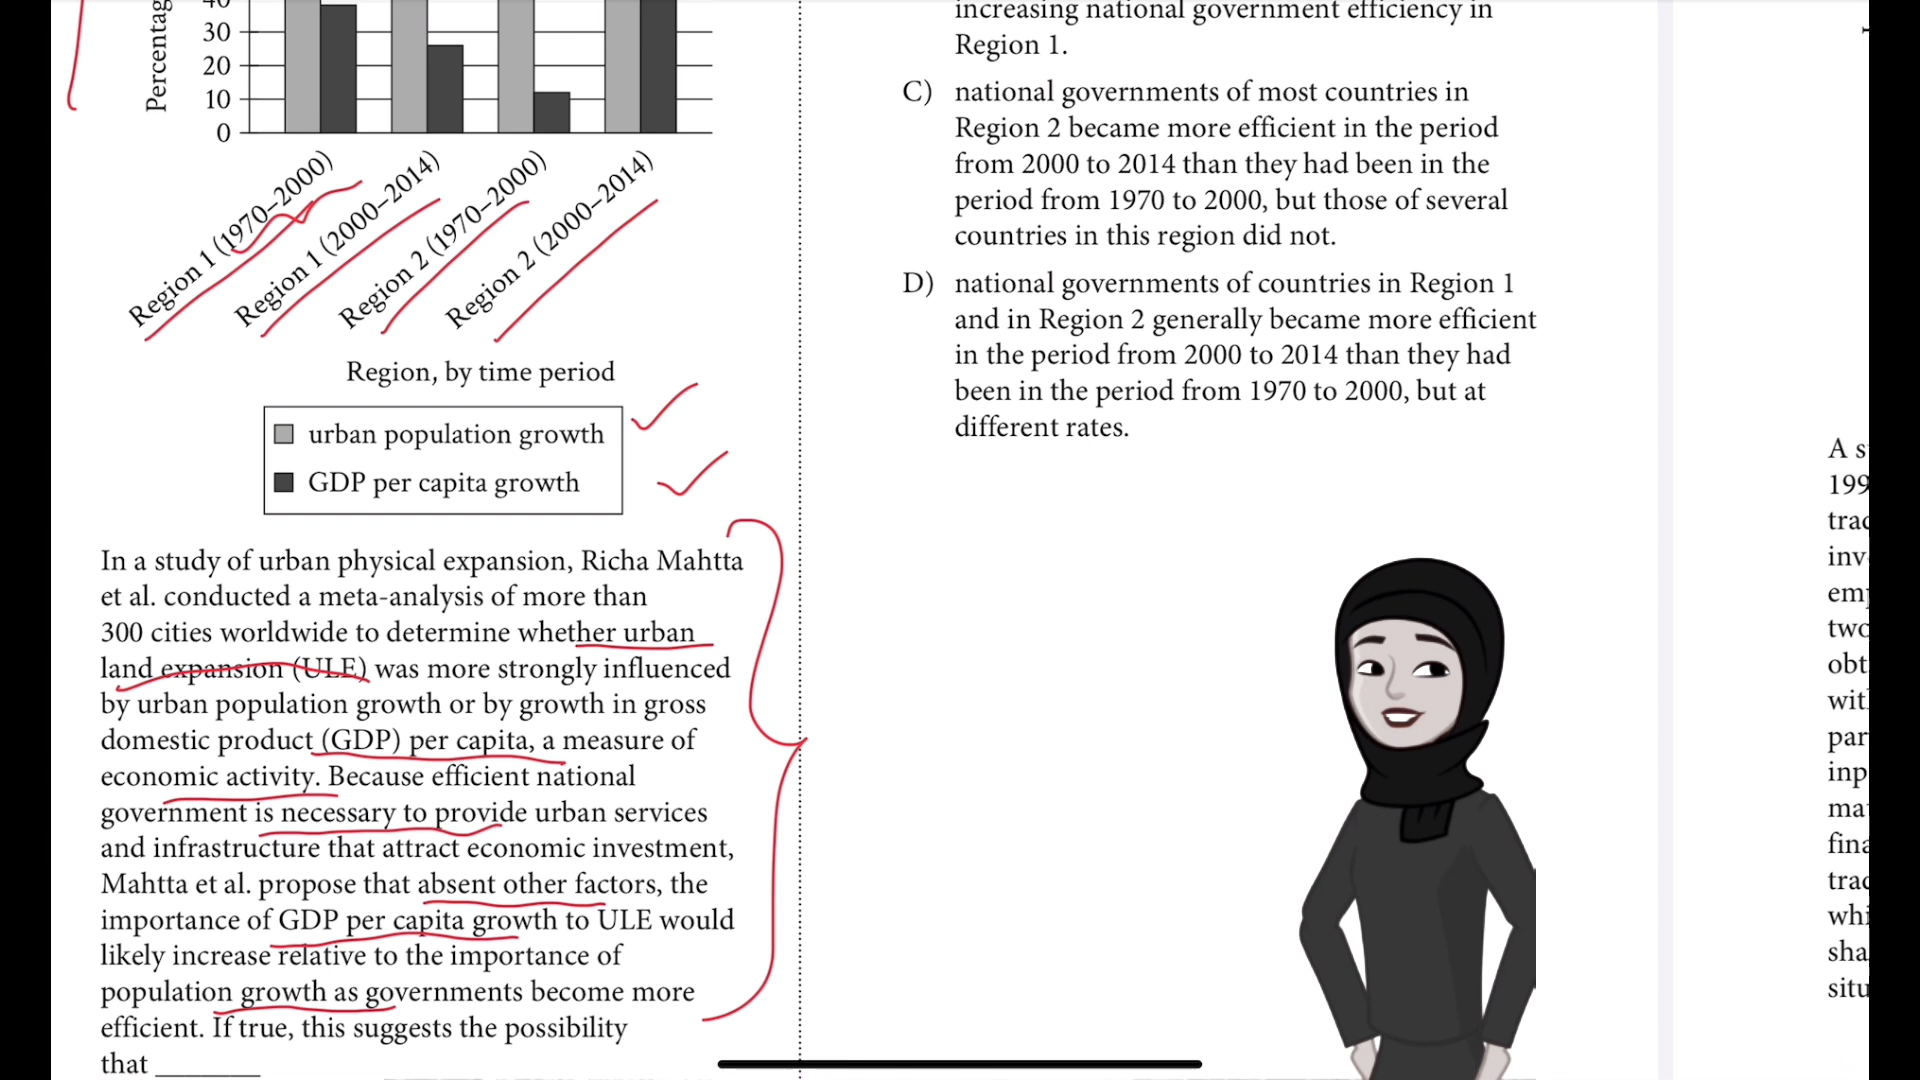 Percentag
40
30
20
10
0
Region 1 (1970–2000)
Region 1 (2000–2014)
Region 2 (1970–2000)
Region 2 (2000–2014)
Region, by time period
urban population growth
GDP per capita growth
In a study of urban physical expansion, Richa Mahtta
et al. conducted a meta-analysis of more than
300 cities worldwide to determine whether urban
land expansion (ULE) was more strongly influenced
by urban population growth or by growth in gross
domestic product (GDP) per capita, a measure of
economic activity. Because efficient national
government is necessary to provide urban services
and infrastructure that attract economic investment,
Mahtta et al. propose that absent other factors, the
importance of GDP per capita growth to ULE would
likely increase relative to the importance of
population growth as governments become more
efficient. If true, this suggests the possibility
that ______
increasing national government efficiency in
Region 1.
C) national governments of most countries in
Region 2 became more efficient in the period
from 2000 to 2014 than they had been in the
period from 1970 to 2000, but those of several
countries in this region did not.
D) national governments of countries in Region 1
and in Region 2 generally became more efficient
in the period from 2000 to 2014 than they had
been in the period from 1970 to 2000, but at
different rates.
A s
199
trad
inv
emp
two
obt
wit
par
inp
mat
fina
trad
whi
sha
situ